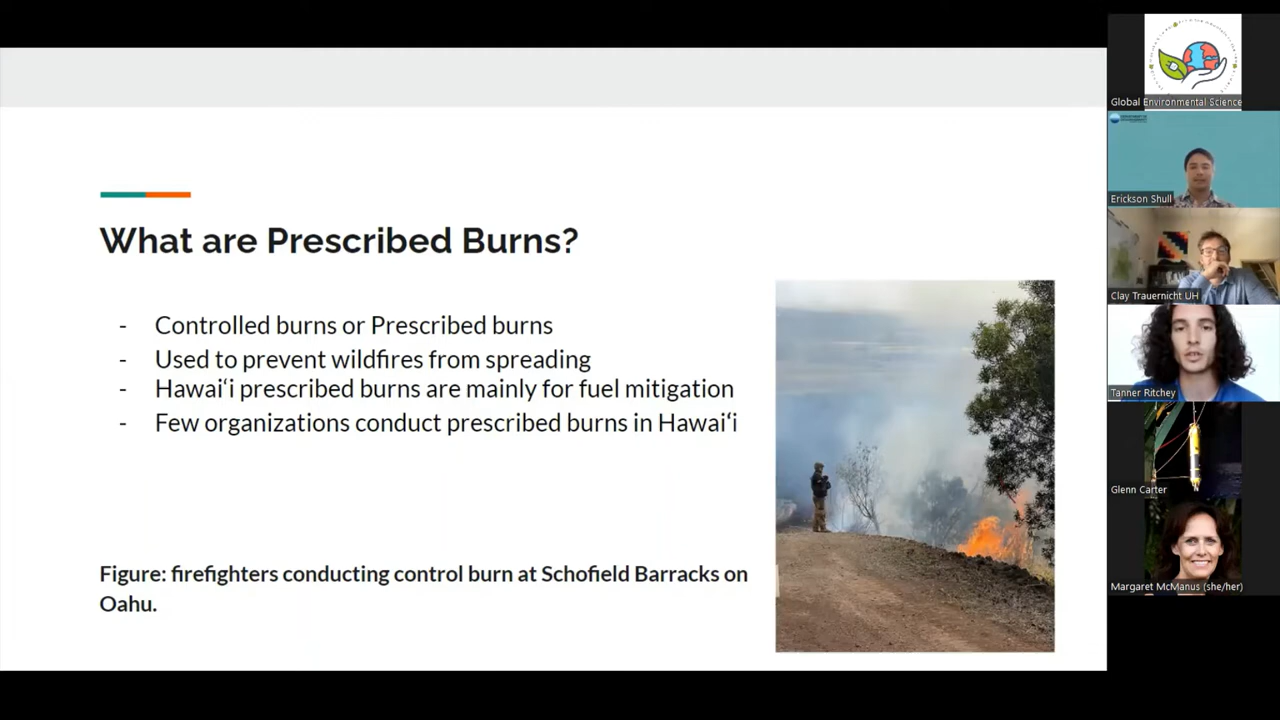 What are Prescribed Burns?
- Controlled burns or Prescribed burns
- Used to prevent wildfires from spreading
- Hawaiʻi prescribed burns are mainly for fuel mitigation
- Few organizations conduct prescribed burns in Hawaiʻi
Figure: firefighters conducting control burn at Schofield Barracks on
Oahu.
Global Environmental Science
Erickson Shull
Clay Trauernicht UH
Tanner Ritchey
Glenn Carter
Margaret McManus (she/her)